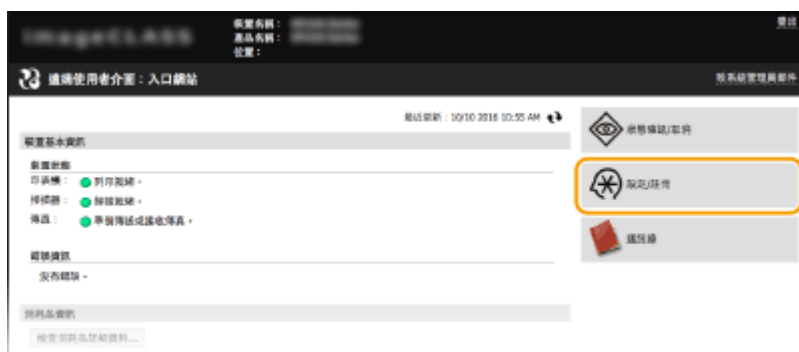 imageCLASS
裝置名稱：
產品名稱：
位置：
登出
遠端使用者介面：入口網站
致系統管理員郵件
最近更新：10/10 2016 10:55 AM
裝置基本資訊
裝置狀態
印表機： 列印就緒。
掃描器： 掃描就緒。
傳真： 準備傳送或接收傳真。
錯誤資訊
沒有錯誤。
消耗品資訊
檢查消耗品詳細資料...
狀態確認/取消
設定/註冊
通訊錄